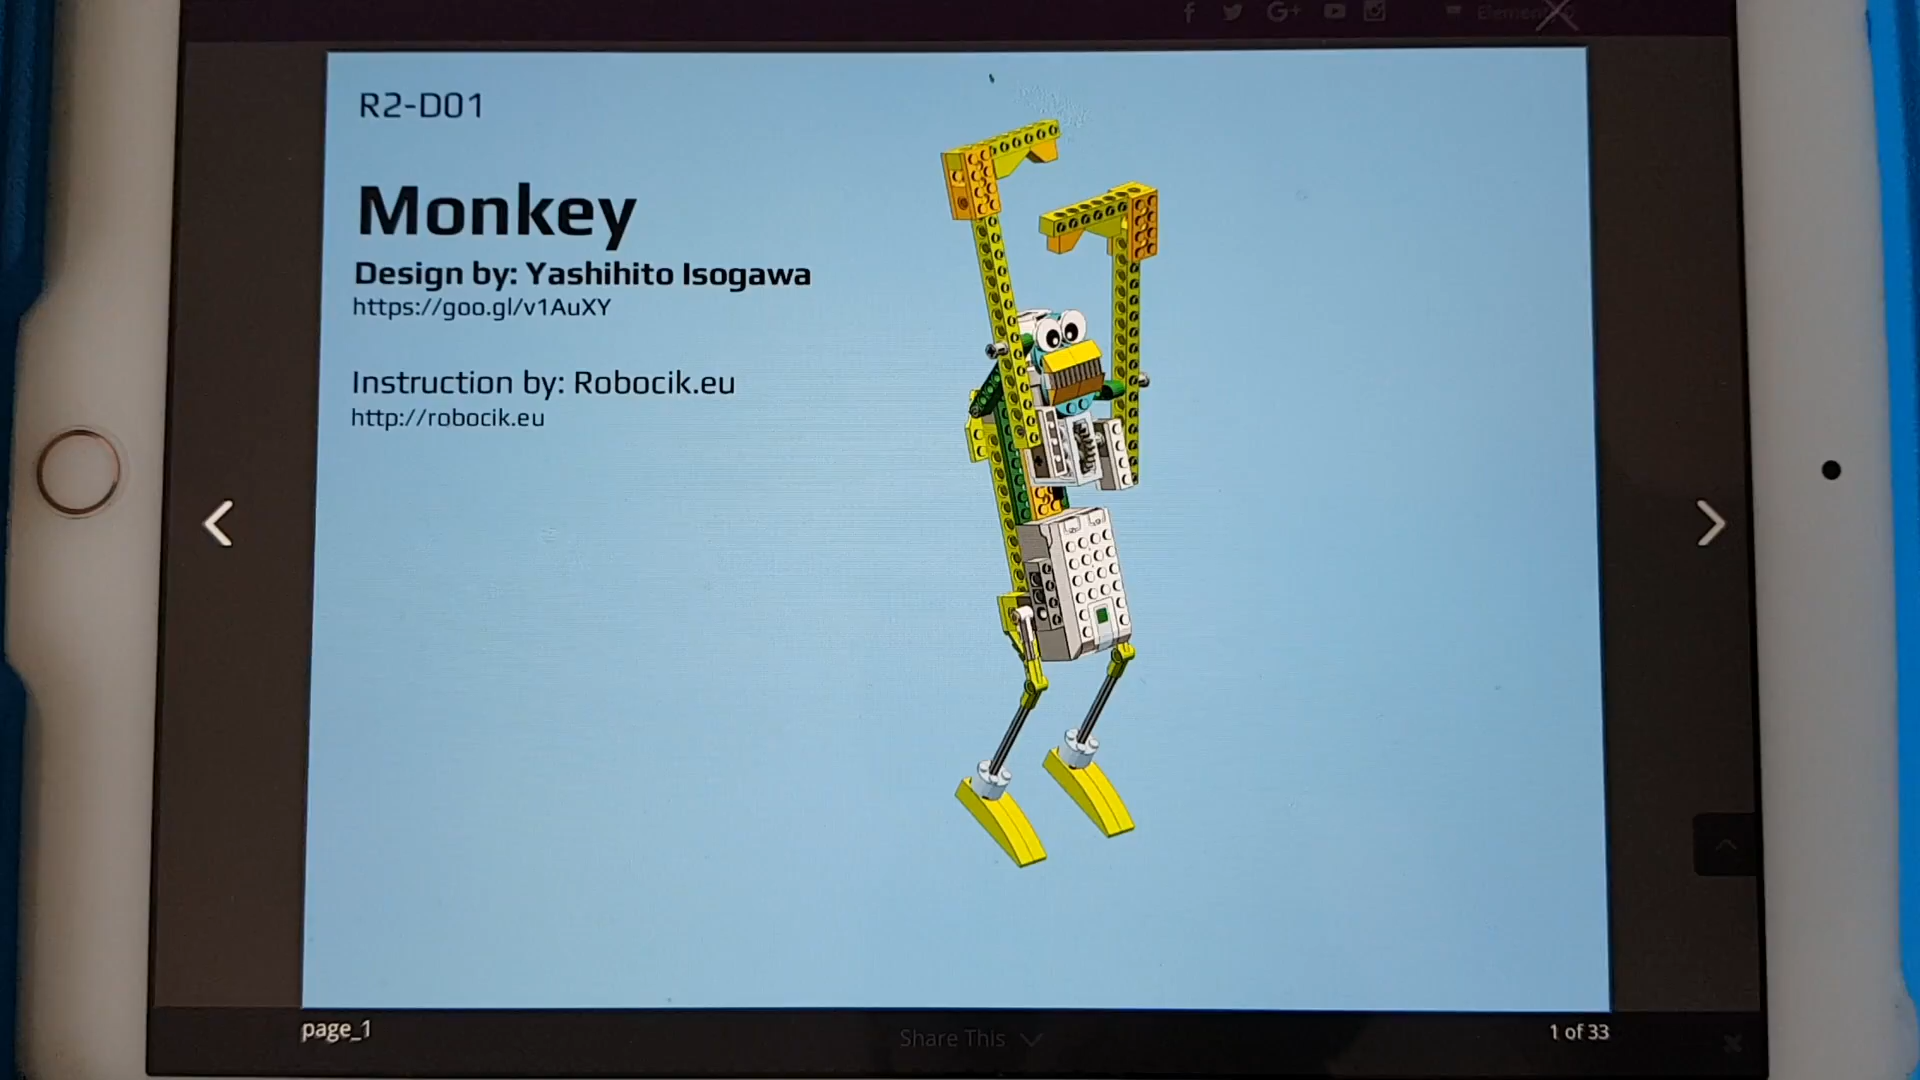 R2-D01
Monkey
Design by: Yashihito Isogawa
https://goo.gl/v1AuXY
Instruction by: Robocik.eu
http://robocik.eu
page_1
Share This
1 of 33